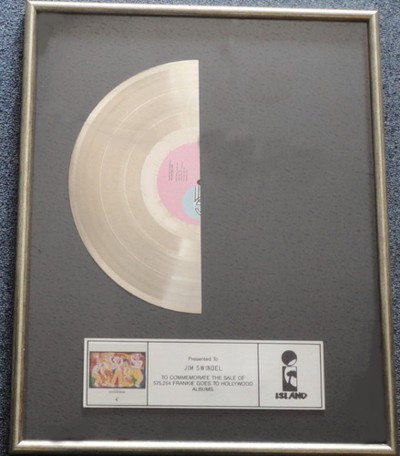 Presented To
JIM SWINDEL
TO COMMEMORATE THE SALE OF
575,254 FRANKIE GOES TO HOLLYWOOD
ALBUMS.
ISLAND